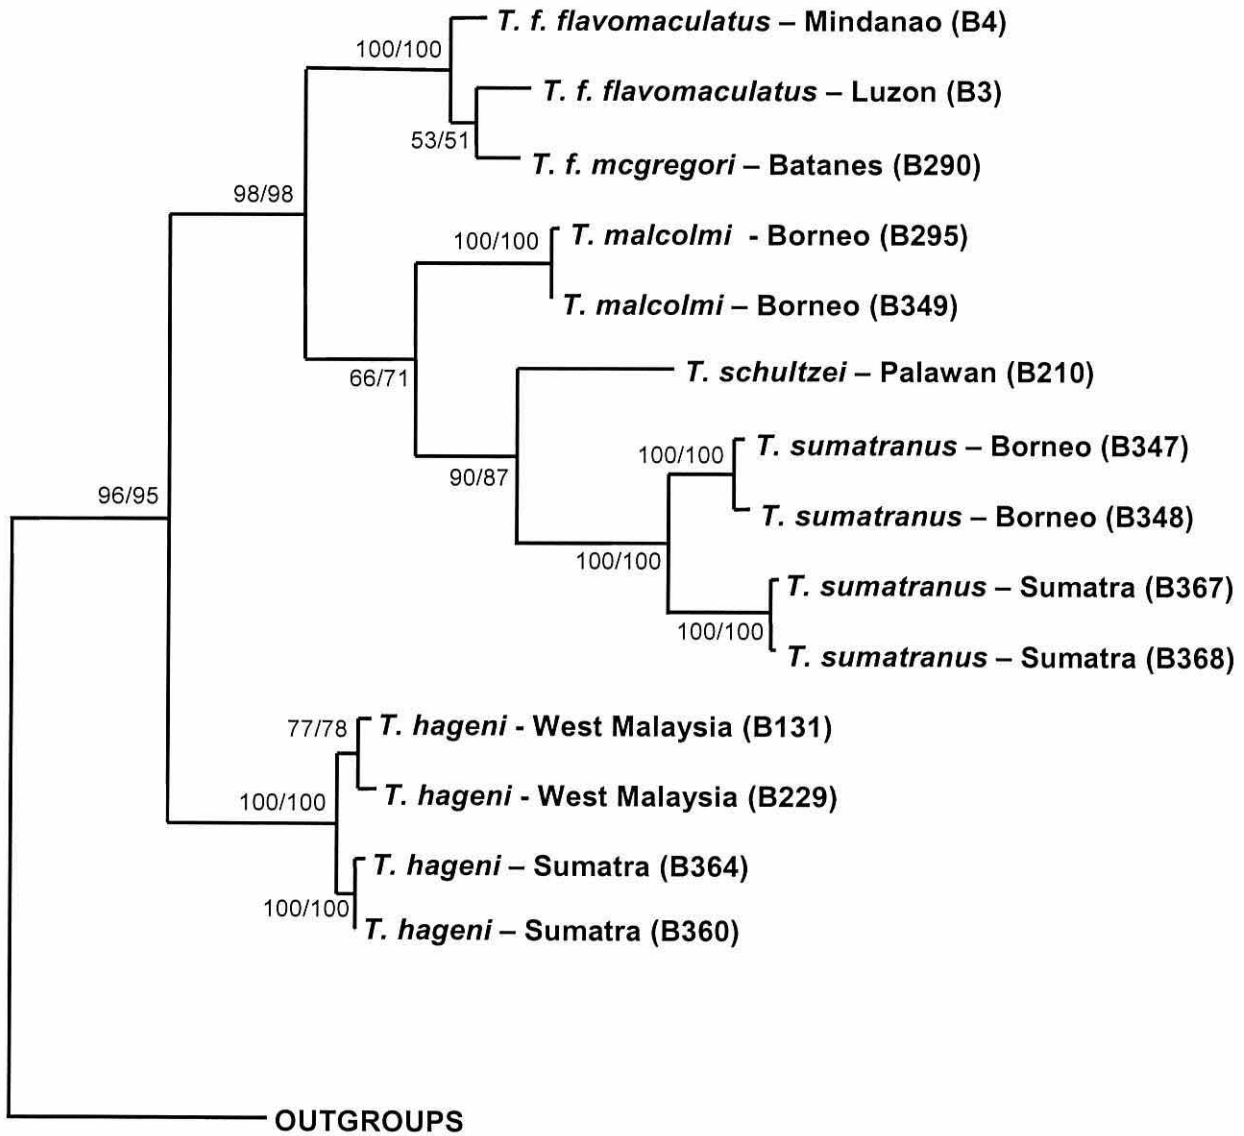 T. f. flavomaculatus – Mindanao (B4)
100/100
T. f. flavomaculatus – Luzon (B3)
53/51
T. f. mcgregori – Batanes (B290)
98/98
T. malcolmi - Borneo (B295)
100/100
T. malcolmi – Borneo (B349)
66/71
T. schultzei – Palawan (B210)
T. sumatranus – Borneo (B347)
100/100
90/87
96/95
T. sumatranus – Borneo (B348)
100/100
T. sumatranus – Sumatra (B367)
100/100
T. sumatranus – Sumatra (B368)
77/78
T. hageni - West Malaysia (B131)
T. hageni - West Malaysia (B229)
100/100
T. hageni – Sumatra (B364)
100/100
T. hageni – Sumatra (B360)
OUTGROUPS